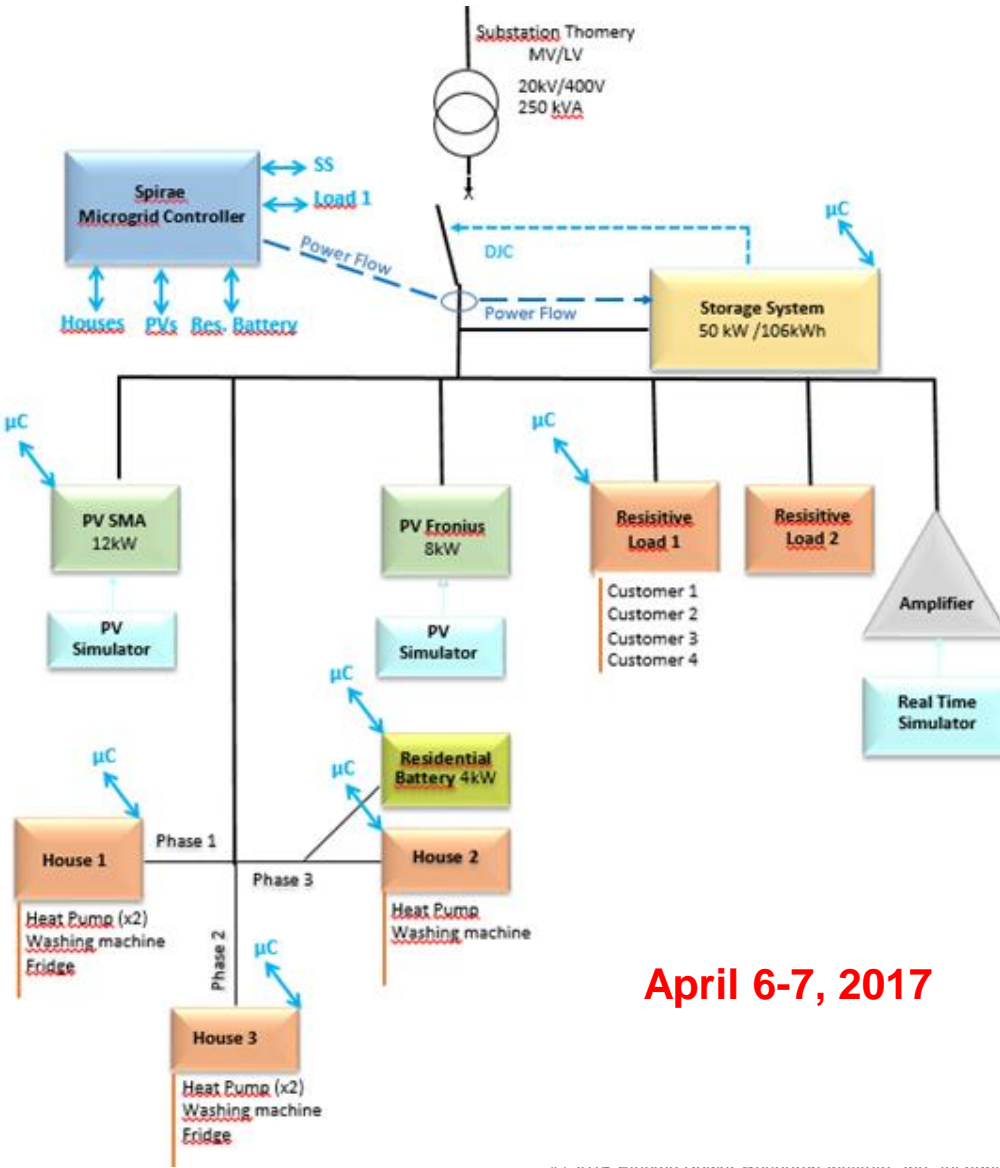 Substation Thomery
MV/LV
20kV/400V
250 kVA
Spirae
Microgrid Controller
SS
Load 1
Houses
PVs
Res. Battery
Power Flow
DJC
Power Flow
µC
Storage System
50 kW /106kWh
µC
PV SMA
12kW
PV
Simulator
PV Fronius
8kW
PV
Simulator
µC
Resisitive
Load 1
Customer 1
Customer 2
Customer 3
Customer 4
Resisitive
Load 2
Amplifier
Real Time
Simulator
µC
Residential
Battery 4kW
µC
House 1
Phase 1
Heat Pump (x2)
Washing machine
Fridge
µC
House 2
Phase 3
Heat Pump
Washing machine
Phase 2
µC
House 3
Heat Pump (x2)
Washing machine
Fridge
April 6-7, 2017